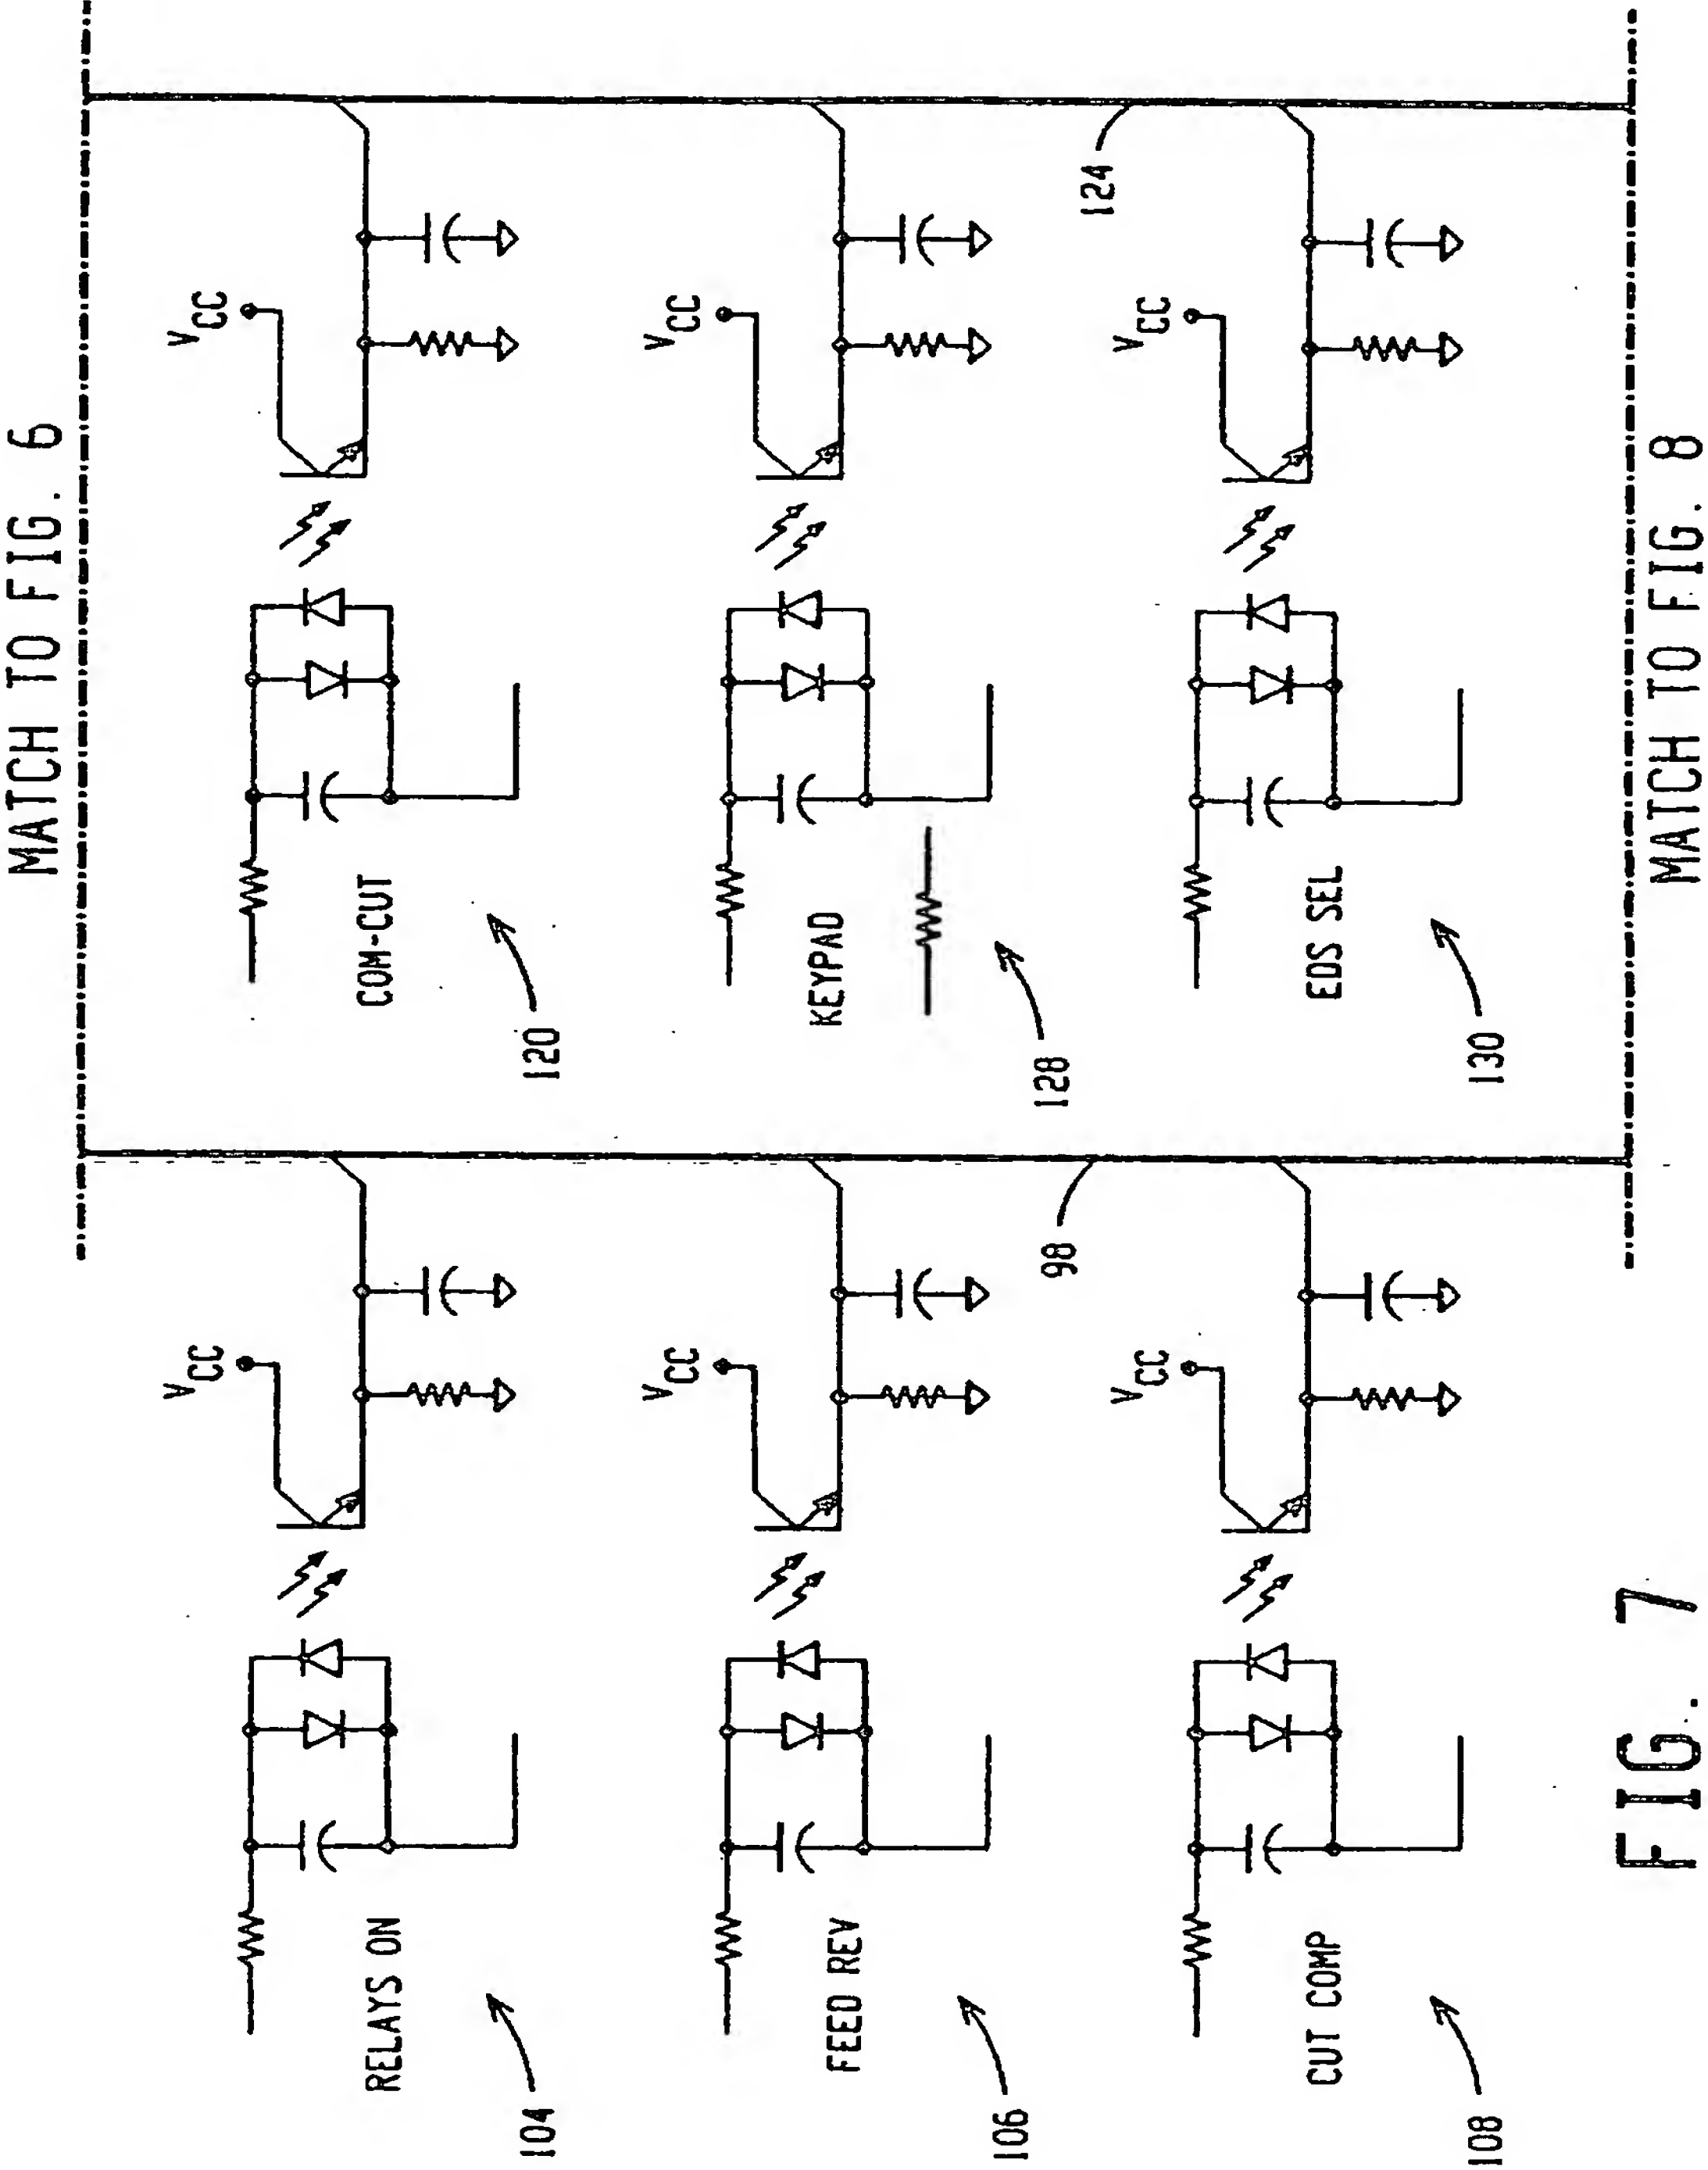 MATCH TO FIG. 6
VCC
RELAYS ON
104
VCC
COM-CUT
120
VCC
FEED REV
106
VCC
KEYPAD
128
98
124
VCC
CUT COMP
108
VCC
EDS SEL
130
MATCH TO FIG. 8
FIG. 7